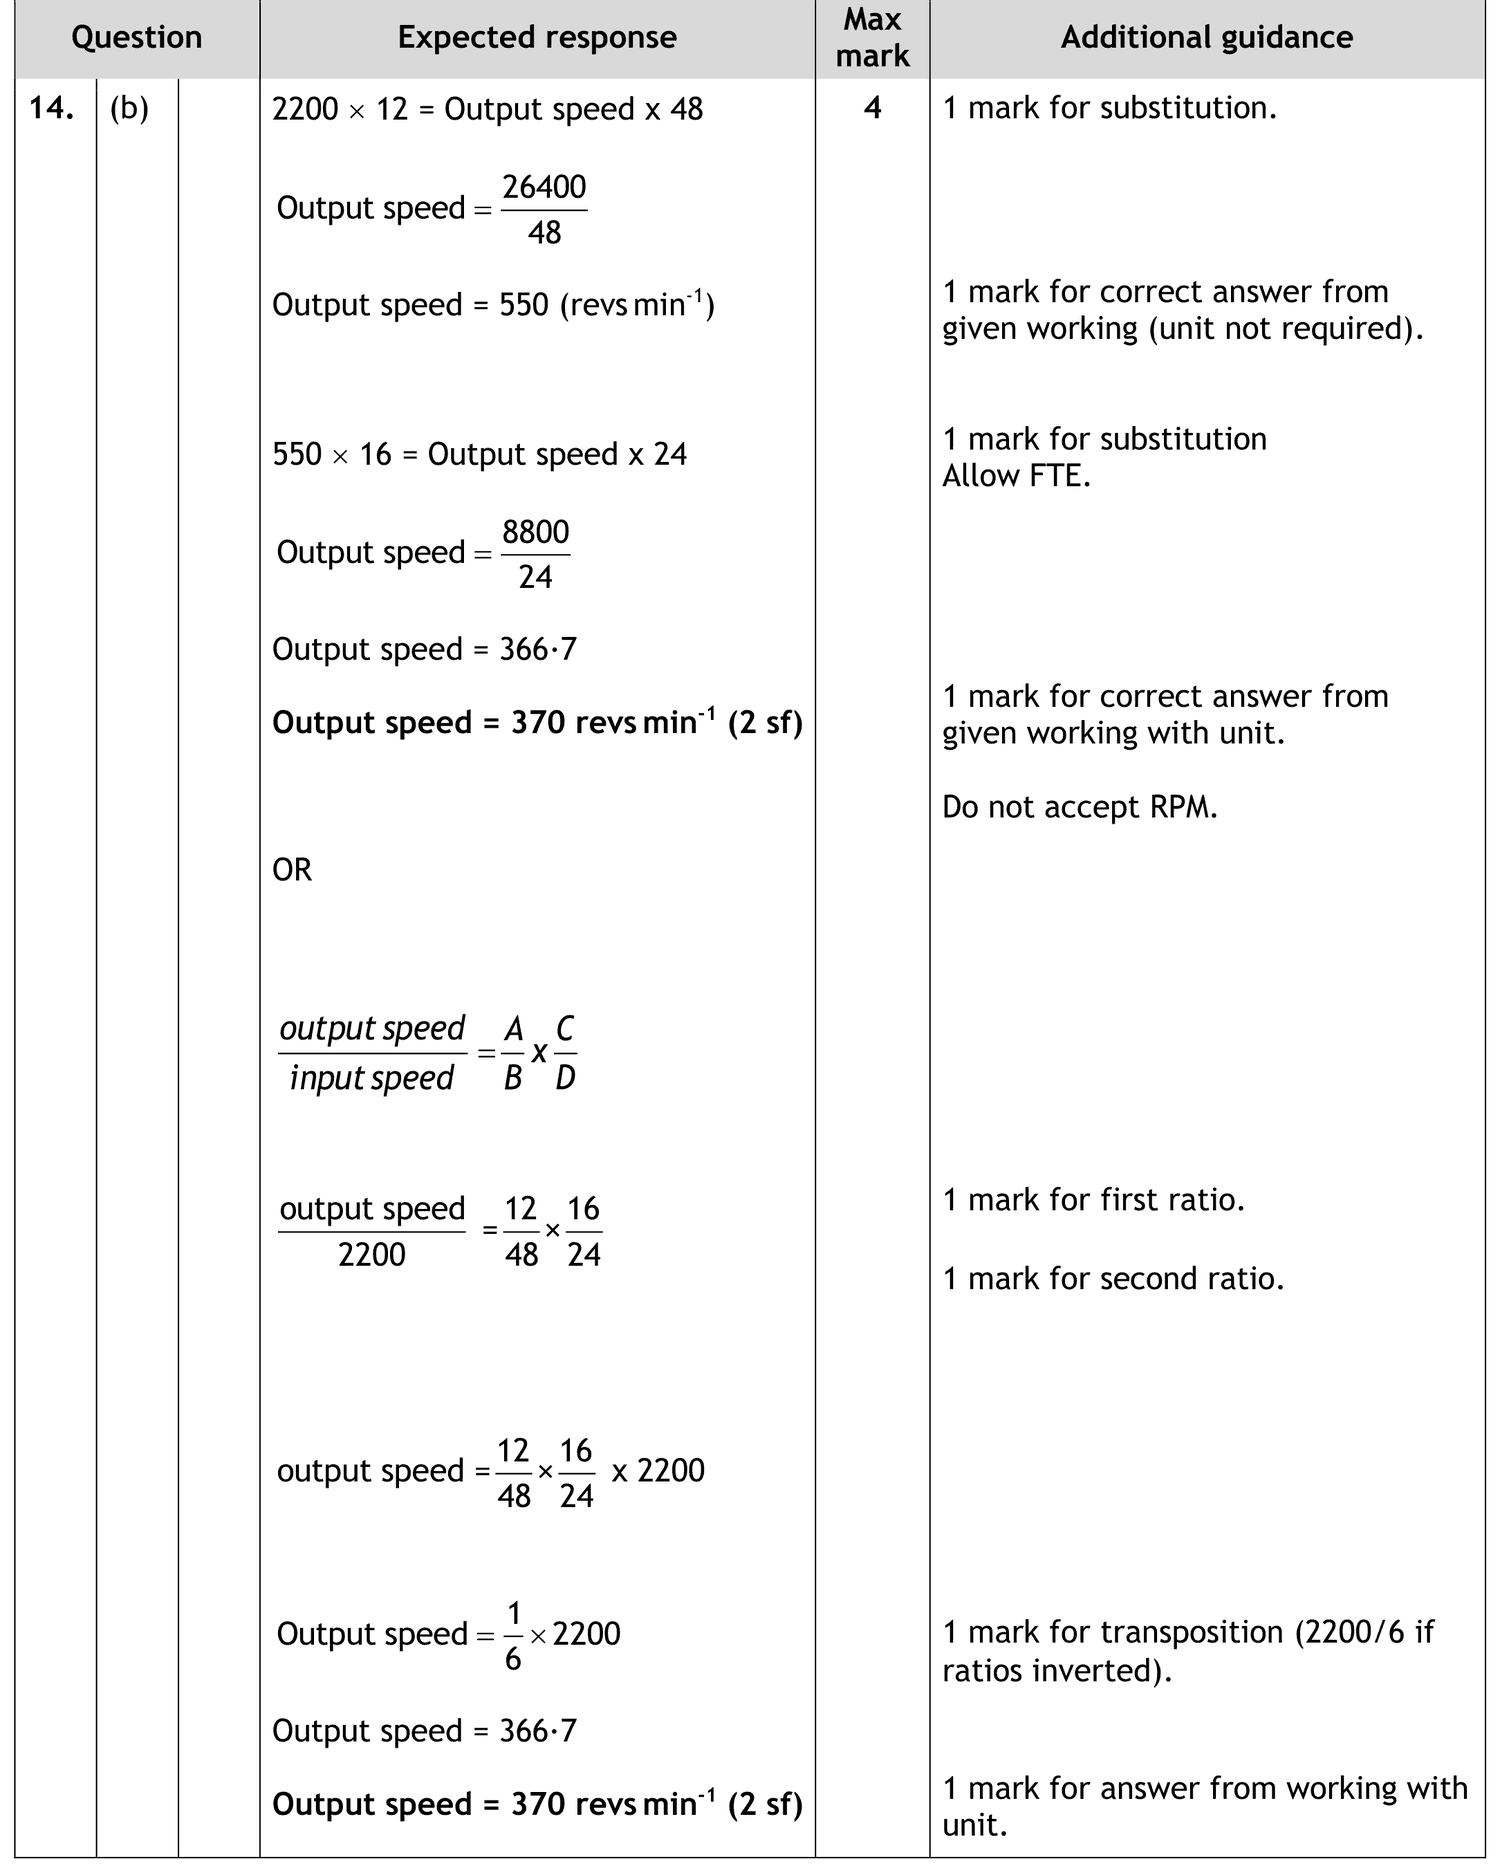 Question Expected response Max mark Additional guidance
14. (b) 2200 × 12 = Output speed x 48 4 1 mark for substitution.
Output speed = 26400/48
Output speed = 550 (revs min⁻¹) 1 mark for correct answer from
given working (unit not required).
550 × 16 = Output speed x 24 1 mark for substitution
Allow FTE.
Output speed = 8800/24
Output speed = 366·7
Output speed = 370 revs min⁻¹ (2 sf) 1 mark for correct answer from
given working with unit.
Do not accept RPM.
OR
output speed/input speed = A/B x C/D
output speed/2200 = 12/48 × 16/24 1 mark for first ratio.
1 mark for second ratio.
output speed = 12/48 × 16/24 x 2200
Output speed = 1/6 × 2200 1 mark for transposition (2200/6 if
ratios inverted).
Output speed = 366·7
Output speed = 370 revs min⁻¹ (2 sf) 1 mark for answer from working with
unit.